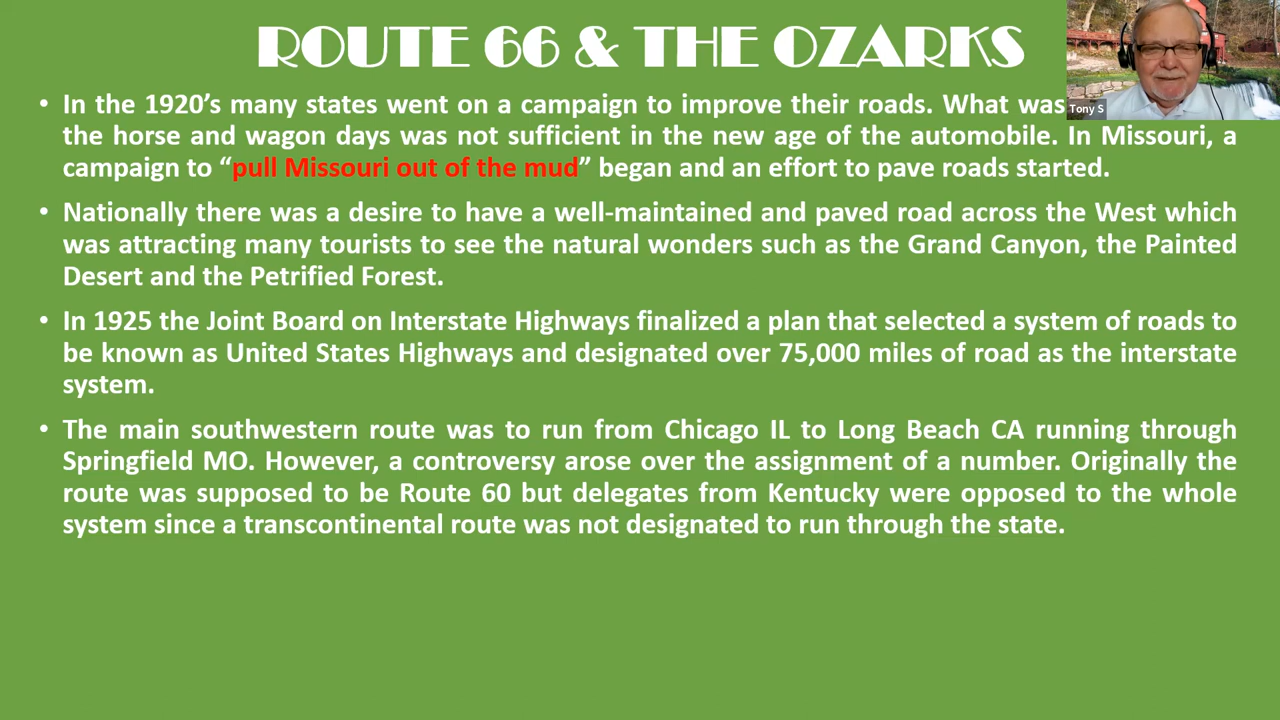 ROUTE 66 & THE OZARKS
Tony S
• In the 1920’s many states went on a campaign to improve their roads. What was
the horse and wagon days was not sufficient in the new age of the automobile. In Missouri, a
campaign to “pull Missouri out of the mud” began and an effort to pave roads started.
• Nationally there was a desire to have a well-maintained and paved road across the West which
was attracting many tourists to see the natural wonders such as the Grand Canyon, the Painted
Desert and the Petrified Forest.
• In 1925 the Joint Board on Interstate Highways finalized a plan that selected a system of roads to
be known as United States Highways and designated over 75,000 miles of road as the interstate
system.
• The main southwestern route was to run from Chicago IL to Long Beach CA running through
Springfield MO. However, a controversy arose over the assignment of a number. Originally the
route was supposed to be Route 60 but delegates from Kentucky were opposed to the whole
system since a transcontinental route was not designated to run through the state.